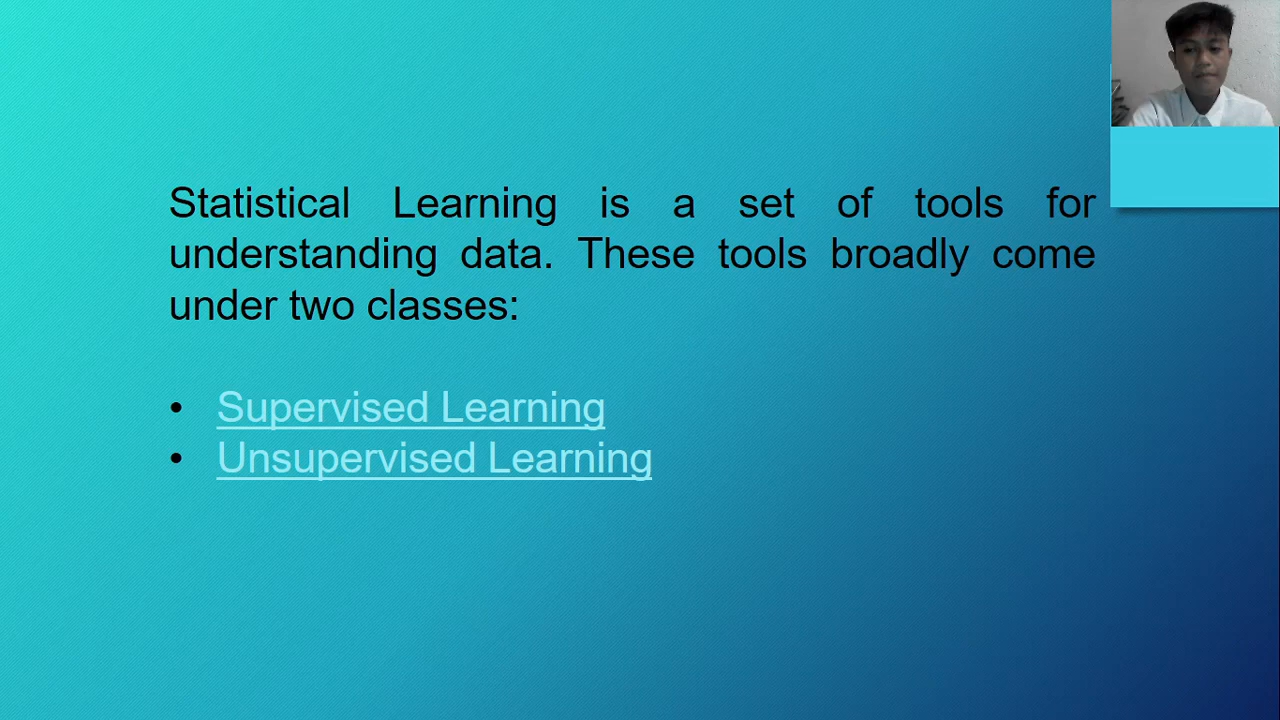 Statistical Learning is a set of tools for
understanding data. These tools broadly come
under two classes:
• Supervised Learning
• Unsupervised Learning